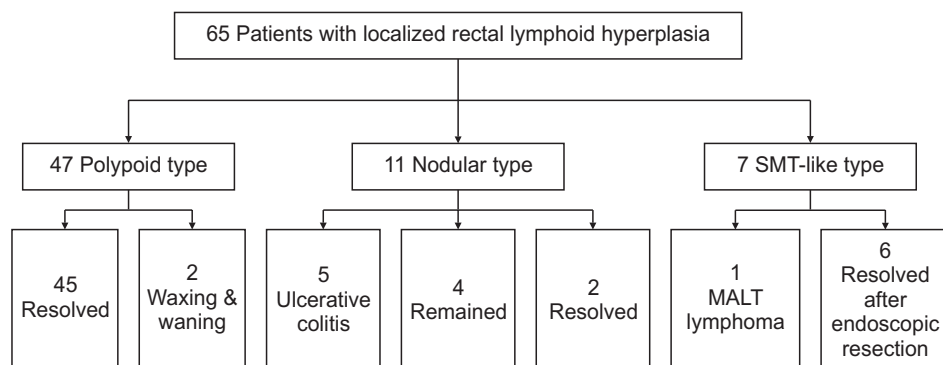 65 Patients with localized rectal lymphoid hyperplasia
47 Polypoid type
11 Nodular type
7 SMT-like type
45
Resolved
2
Waxing &
waning
5
Ulcerative
colitis
4
Remained
2
Resolved
1
MALT
lymphoma
6
Resolved
after
endoscopic
resection